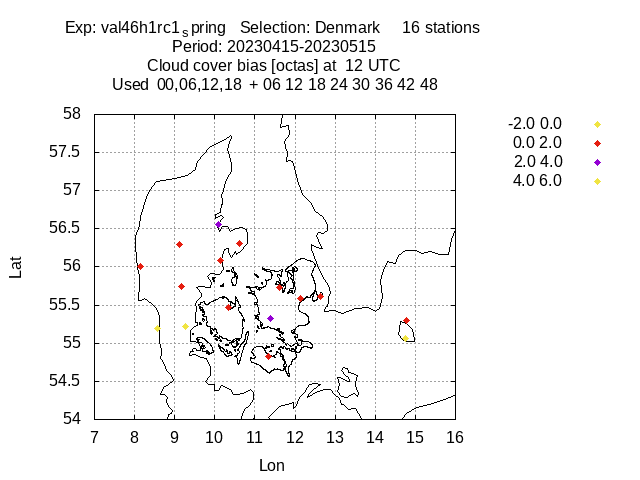 Exp: val46h1rc1spring   Selection: Denmark     16 stations
Period: 20230415-20230515
Cloud cover bias [octas] at  12 UTC
Used  00,06,12,18  + 06 12 18 24 30 36 42 48
-2.0 0.0
0.0 2.0
2.0 4.0
4.0 6.0
58
57.5
57
56.5
56
55.5
55
54.5
54
Lat
7 8 9 10 11 12 13 14 15 16
Lon